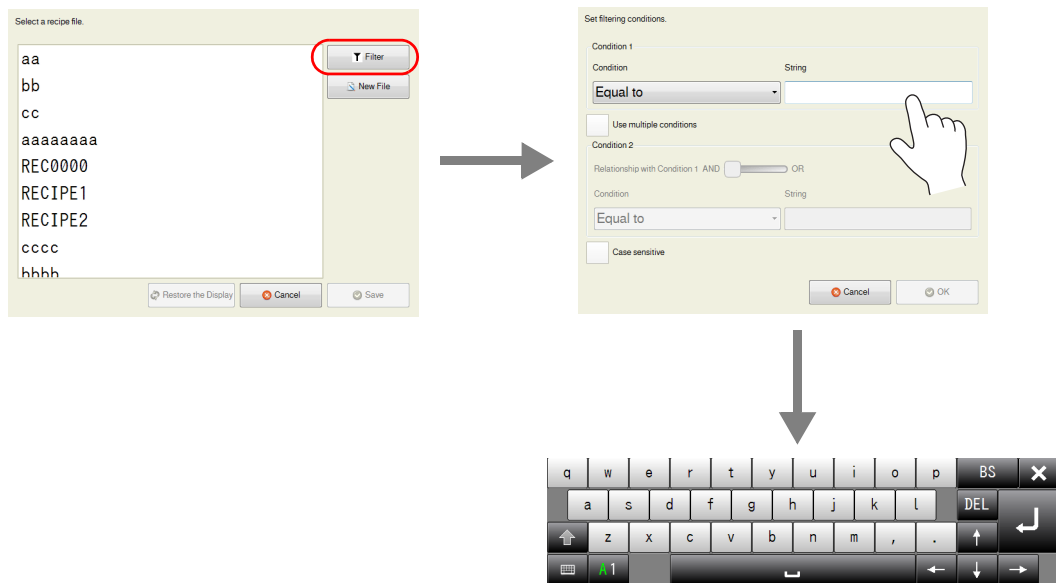 Select a recipe file.
aa
bb
cc
aaaaaaaa
REC0000
RECIPE1
RECIPE2
cccc
bbbb
Filter
New File
Restore the Display
Cancel
Save
Set filtering conditions.
Condition 1
Condition String
Equal to
Use multiple conditions
Condition 2
Relationship with Condition 1 AND OR
Condition String
Equal to
Case sensitive
Cancel OK
q w e r t y u i o p BS
a s d f g h j k l DEL
z x c v b n m , .
A1